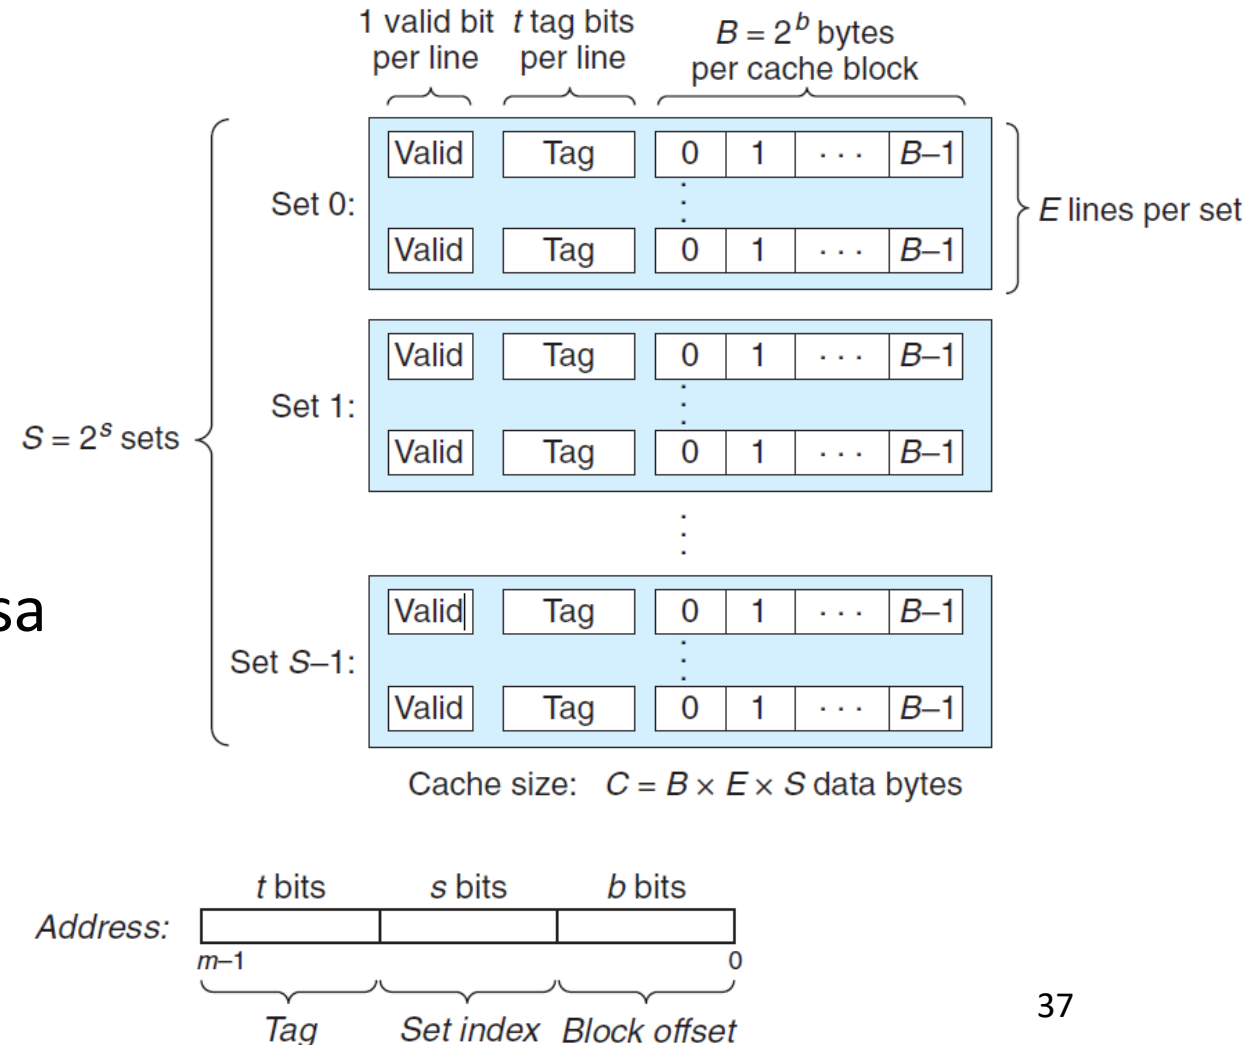 1 valid bit per line
t tag bits per line
B = 2^b bytes per cache block
Valid Tag 0 1 · · · B–1
Set 0:
Valid Tag 0 1 · · · B–1
E lines per set
Valid Tag 0 1 · · · B–1
Set 1:
Valid Tag 0 1 · · · B–1
S = 2^s sets
Valid Tag 0 1 · · · B–1
Set S–1:
Valid Tag 0 1 · · · B–1
sa
Cache size: C = B × E × S data bytes
t bits s bits b bits
Address:
m–1 0
Tag Set index Block offset
37